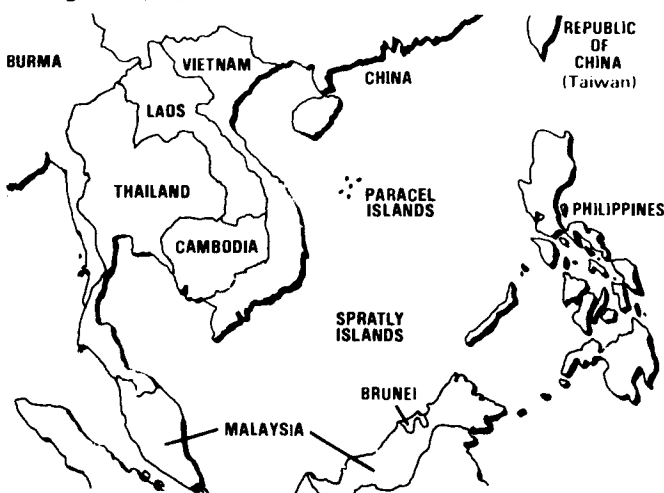 REPUBLIC
OF
CHINA
(Taiwan)
BURMA
VIETNAM
CHINA
LAOS
THAILAND
PARACEL
ISLANDS
PHILIPPINES
CAMBODIA
SPRATLY
ISLANDS
BRUNEI
MALAYSIA